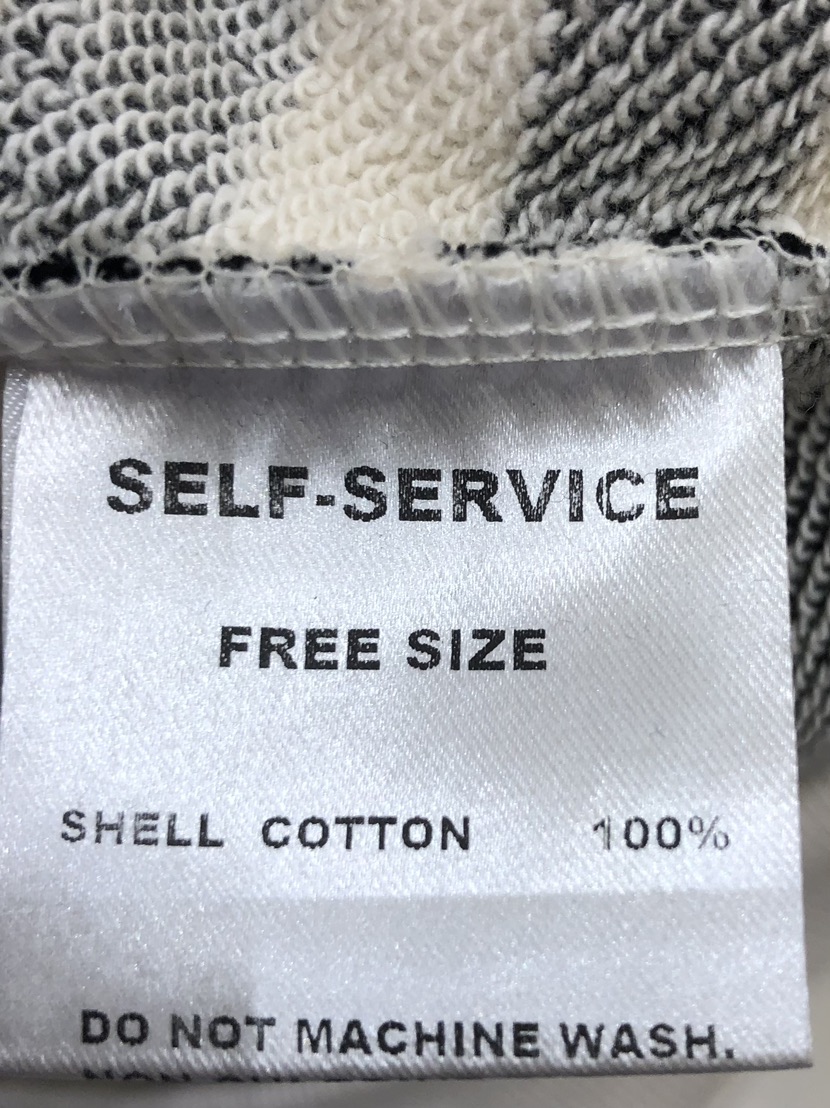 SELF-SERVICE
FREE SIZE
SHELL COTTON 100%
DO NOT MACHINE WASH.